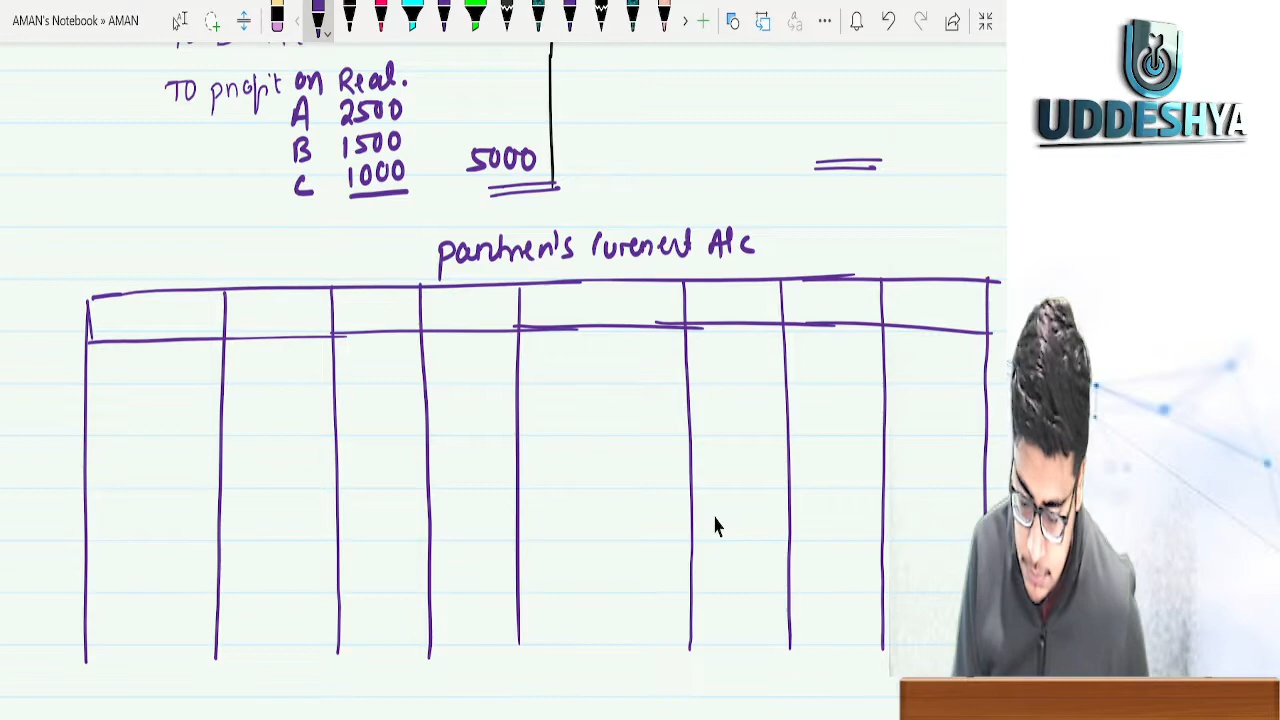 AMAN's Notebook » AMAN
TO profit on Real.
A 2500
B 1500
C 1000 5000
Partner's Current A/c
UDDESHYA